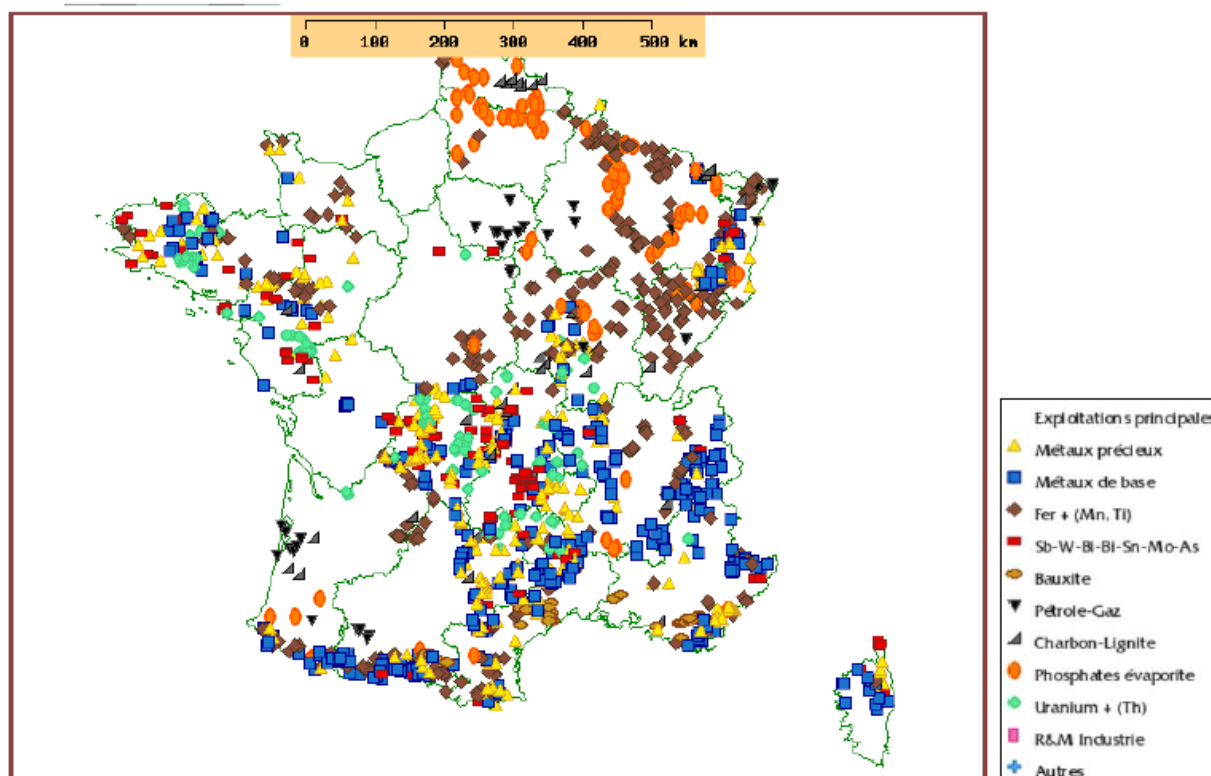 0 100 200 300 400 500 km
Exploitations principales
Métaux précieux
Métaux de base
Fer + (Mn, Ti)
Sb-W-Bi-Bi-Sn-Mo-As
Bauxite
Pétrole-Gaz
Charbon-Lignite
Phosphates évaporite
Uranium + (Th)
R&M Industrie
Autres